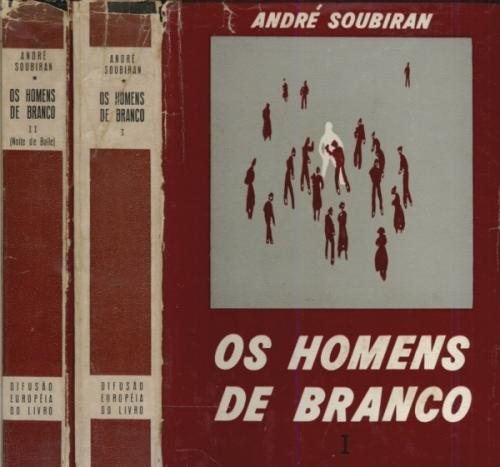 ANDRÉ
SOUBIRAN
*
OS HOMENS
DE BRANCO
II
(Noite de Baile)
DIFUSÃO
EUROPÉIA
DO LIVRO
ANDRÉ
SOUBIRAN
*
OS HOMENS
DE BRANCO
I
DIFUSÃO
EUROPÉIA
DO LIVRO
ANDRÉ SOUBIRAN
OS HOMENS
DE BRANCO
I